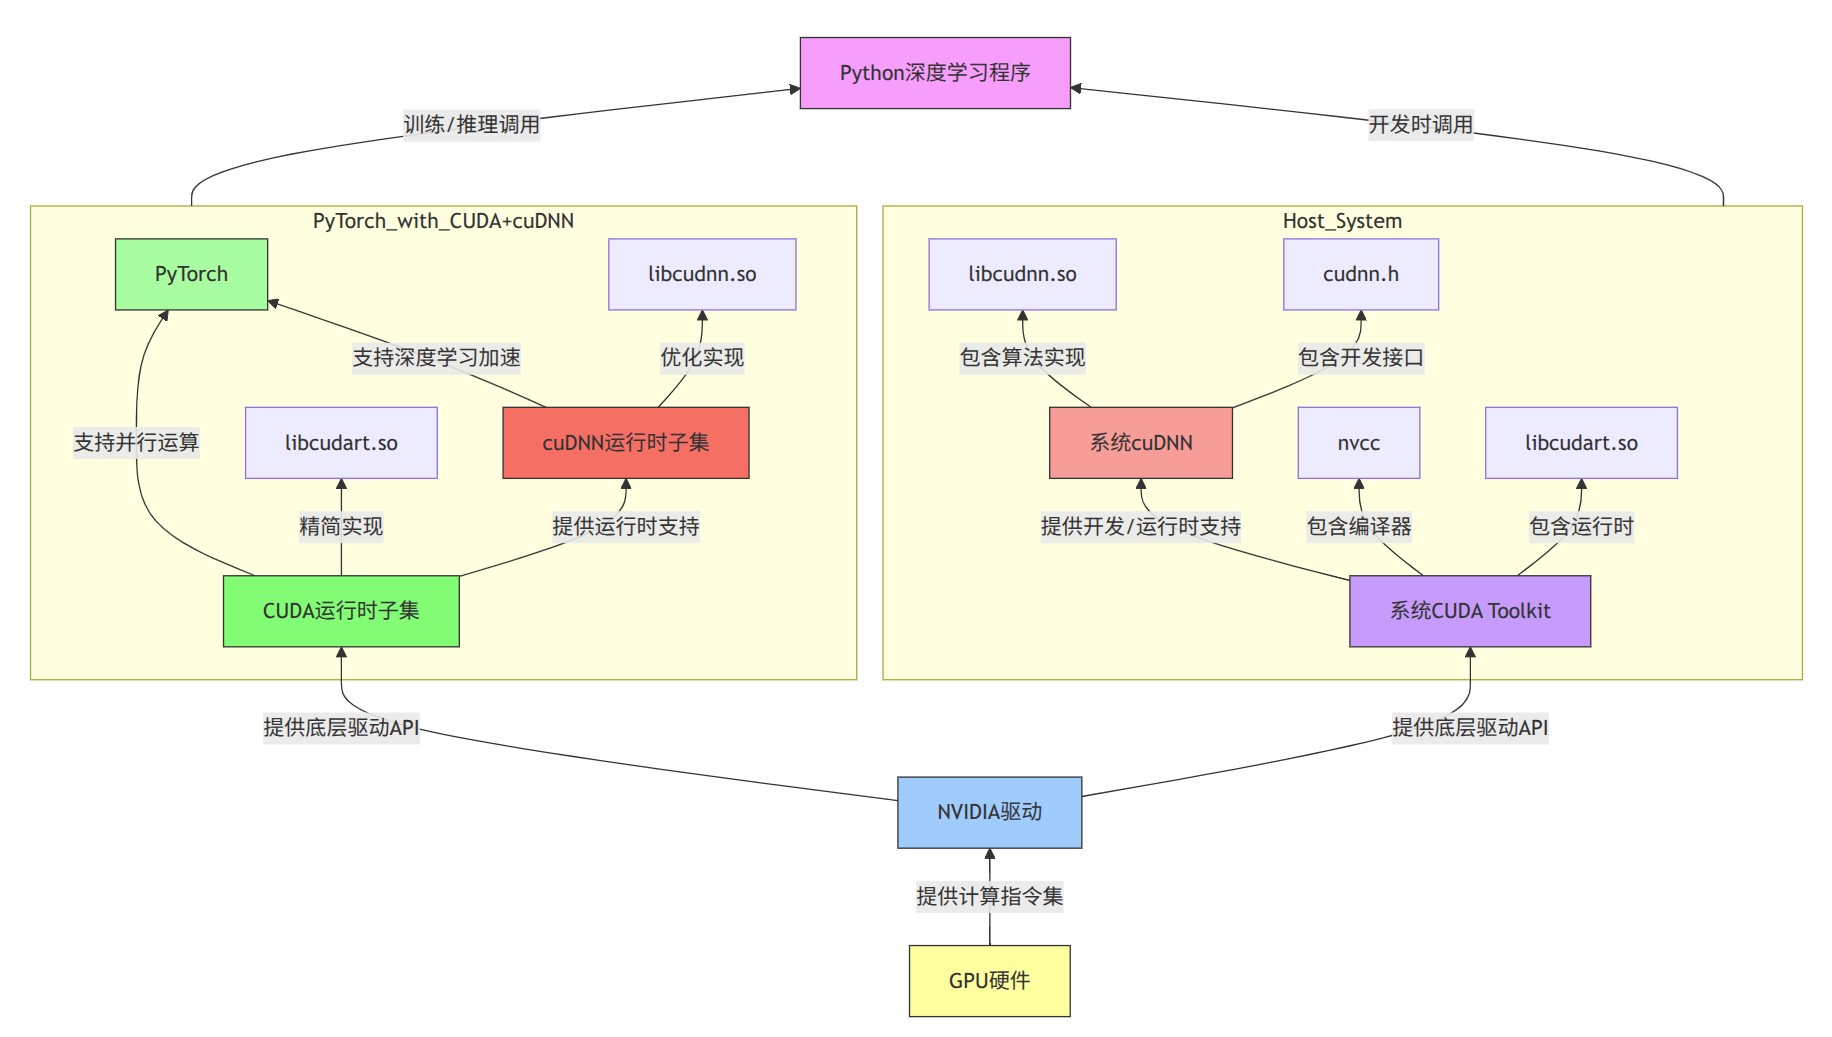 Python深度学习程序
训练/推理调用
开发时调用
PyTorch_with_CUDA+cuDNN
Host_System
PyTorch
libcudnn.so
libcudnn.so
cudnn.h
支持深度学习加速
优化实现
包含算法实现
包含开发接口
支持并行运算
libcudart.so
cuDNN运行时子集
系统cuDNN
nvcc
libcudart.so
精简实现
提供运行时支持
提供开发/运行时支持
包含编译器
包含运行时
CUDA运行时子集
系统CUDA Toolkit
提供底层驱动API
提供底层驱动API
NVIDIA驱动
提供计算指令集
GPU硬件